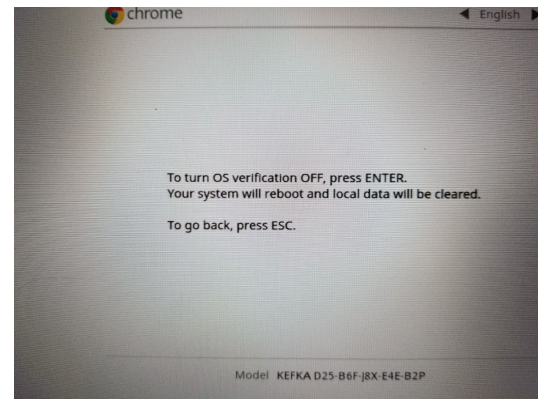 chrome
English
To turn OS verification OFF, press ENTER.
Your system will reboot and local data will be cleared.
To go back, press ESC.
Model KEFKA D25-B6F-J8X-E4E-B2P